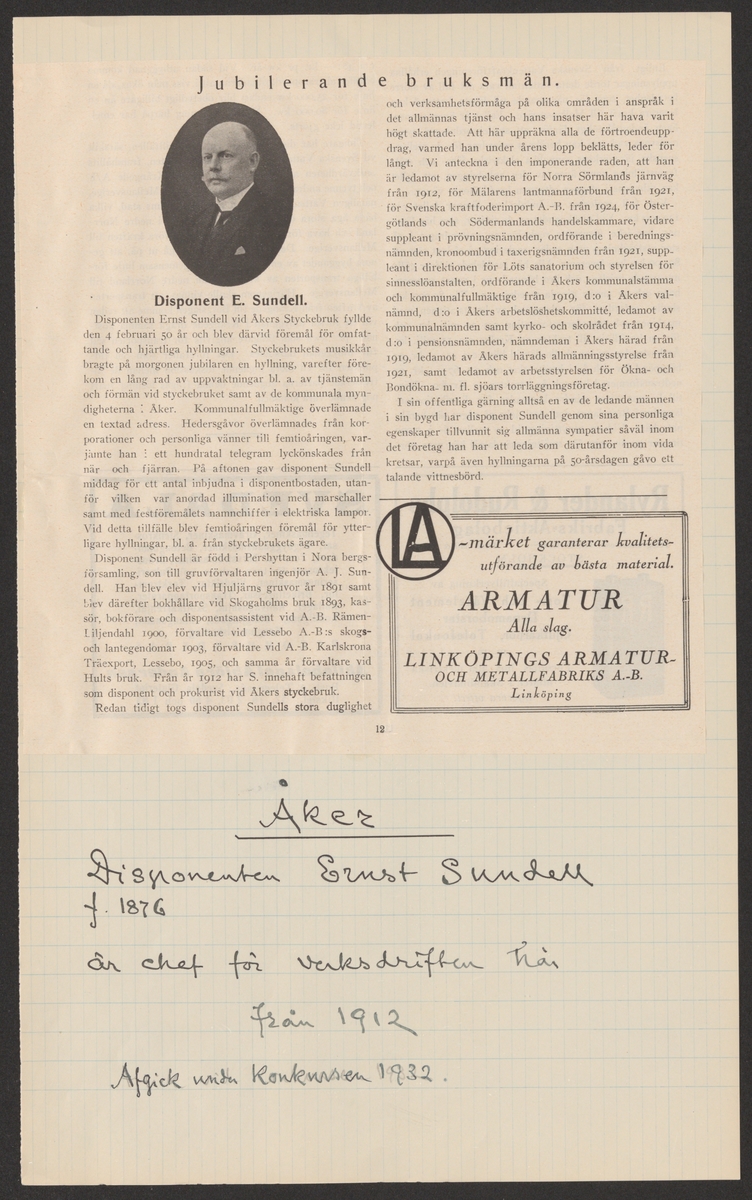 Jubilerande bruksmän.
Disponent E. Sundell.
Disponenten Ernst Sundell vid Åkers Styckebruk fyllde
den 4 februari 50 år och blev därvid föremål för omfat-
tande och hjärtliga hyllningar. Styckebrukets musikkår
bragte på morgonen jubilaren en hyllning, varefter före-
kom en lång rad av uppvaktningar bl. a. av tjänstemän
och förmän vid styckebruket samt av de kommunala myn-
digheterna i Åker. Kommunalfullmäktige överlämnade
en textad adress. Hedersgåvor överlämnades från kor-
porationer och personliga vänner till femtioåringen, var-
jämte han i ett hundratal telegram lyckönskades från
när och fjärran. På aftonen gav disponent Sundell
middag för ett antal inbjudna i disponentbostaden, utan-
för vilken var anordad illumination med marschaller
samt med festföremålets namnchiffer i elektriska lampor.
Vid detta tillfälle blev femtioåringen föremål för ytter-
ligare hyllningar, bl. a. från styckebrukets ägare.
Disponent Sundell är född i Pershyttan i Nora bergs-
församling, son till gruvförvaltaren ingenjör A. J. Sun-
dell. Han blev elev vid Hjuljärns gruvor år 1891 samt
blev därefter bokhållare vid Skogaholms bruk 1893, kas-
sör, bokförare och disponentsassistent vid A.-B. Rämen-
Liljendahl 1900, förvaltare vid Lessebo A.-B:s skogs-
och lantegendomar 1903, förvaltare vid A.-B. Karlskrona
Träexport, Lessebo, 1905, och samma år förvaltare vid
Hults bruk. Från år 1912 har S. innehaft befattningen
som disponent och prokurist vid Åkers styckebruk.
Redan tidigt togs disponent Sundells stora duglighet
och verksamhetsförmåga på olika områden i anspråk i
det allmännas tjänst och hans insatser här hava varit
högt skattade. Att här uppräkna alla de förtroendeupp-
drag, varmed han under årens lopp beklätts, leder för
långt. Vi anteckna i den imponerande raden, att han
är ledamot av styrelserna för Norra Sörmlands järnväg
från 1912, för Mälarens lantmannaförbund från 1921,
för Svenska kraftfoderimport A.-B. från 1924, för Öster-
götlands och Södermanlands handelskammare, vidare
suppleant i prövningsnämnden, ordförande i berednings-
nämnden, kronoombud i taxerigsnämnden från 1921, supp-
leant i direktionen för Löts sanatorium och styrelsen för
sinnesslöanstalten, ordförande i Åkers kommunalstämma
och kommunalfullmäktige från 1919, d:o i Åkers val-
nämnd, d:o i Åkers arbetslöshetskommitté, ledamot av
kommunalnämnden samt kyrko- och skolrådet från 1914,
d:o i pensionsnämnden, nämndeman i Åkers härad från
1919, ledamot av Åkers härads allmänningsstyrelse från
1921, samt ledamot av arbetsstyrelsen för Ökna- och
Bondökna- m. fl. sjöars torrläggningsföretag.
I sin offentliga gärning alltså en av de ledande männen
i sin bygd har disponent Sundell genom sina personliga
egenskaper tillvunnit sig allmänna sympatier såväl inom
det företag han har att leda som därutanför inom vida
kretsar, varpå även hyllningarna på 50-årsdagen gåvo ett
talande vittnesbörd.
LA
-märket garanterar kvalitets-
utförande av bästa material.
ARMATUR
Alla slag.
LINKÖPINGS ARMATUR-
OCH METALLFABRIKS A.-B.
Linköping
12
Åker
Disponenten Ernst Sundell
f. 1876
är chef för verksdriften här
från 1912
Afgick under konkursen 1932.